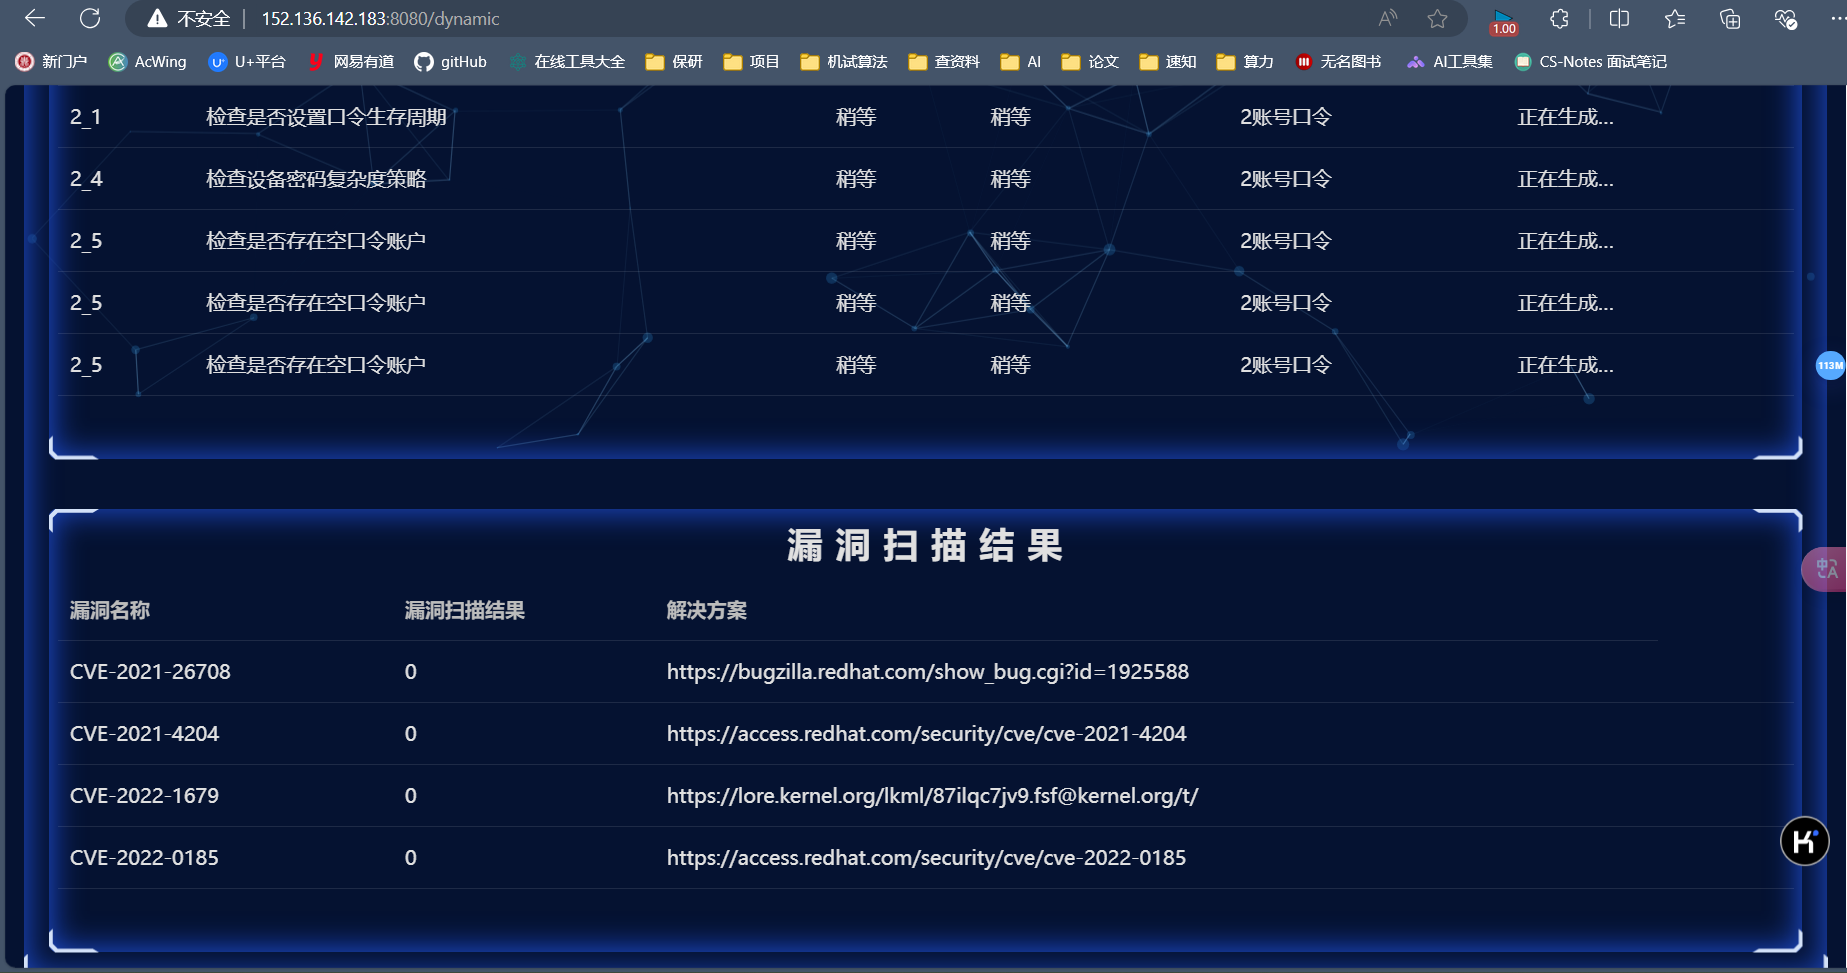 不安全 152.136.142.183:8080/dynamic 1.00
新门户 AcWing U+平台 网易有道 gitHub 在线工具大全 保研 项目 机试算法 查资料 AI 论文 速知 算力 无名图书 AI工具集 CS-Notes 面试笔记
2_1 检查是否设置口令生存周期 稍等 稍等 2账号口令 正在生成...
2_4 检查设备密码复杂度策略 稍等 稍等 2账号口令 正在生成...
2_5 检查是否存在空口令账户 稍等 稍等 2账号口令 正在生成...
2_5 检查是否存在空口令账户 稍等 稍等 2账号口令 正在生成...
2_5 检查是否存在空口令账户 稍等 稍等 2账号口令 正在生成...
113M
漏洞扫描结果
漏洞名称 漏洞扫描结果 解决方案
CVE-2021-26708 0 https://bugzilla.redhat.com/show_bug.cgi?id=1925588
CVE-2021-4204 0 https://access.redhat.com/security/cve/cve-2021-4204
CVE-2022-1679 0 https://lore.kernel.org/lkml/87ilqc7jv9.fsf@kernel.org/t/
CVE-2022-0185 0 https://access.redhat.com/security/cve/cve-2022-0185